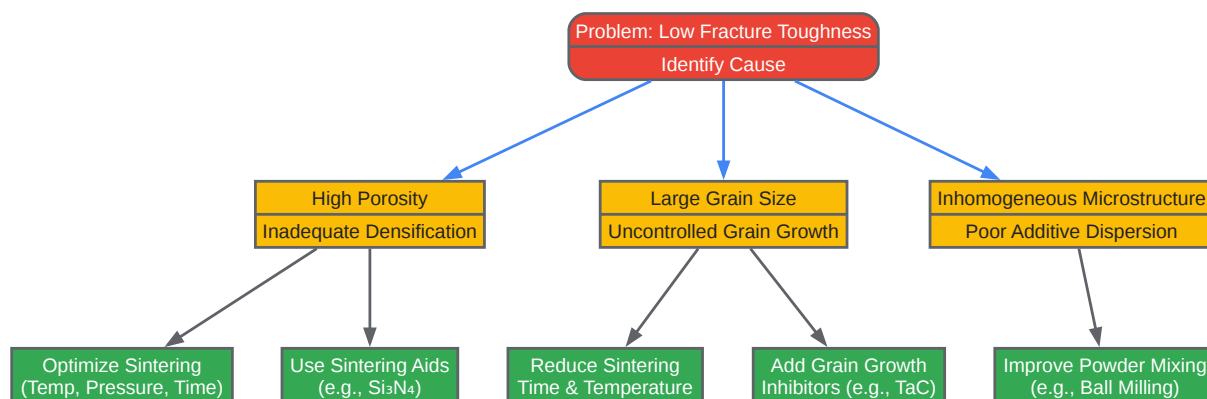 Problem: Low Fracture Toughness
Identify Cause
High Porosity
Inadequate Densification
Large Grain Size
Uncontrolled Grain Growth
Inhomogeneous Microstructure
Poor Additive Dispersion
Optimize Sintering
(Temp, Pressure, Time)
Use Sintering Aids
(e.g., Si₃N₄)
Reduce Sintering
Time & Temperature
Add Grain Growth
Inhibitors (e.g., TaC)
Improve Powder Mixing
(e.g., Ball Milling)